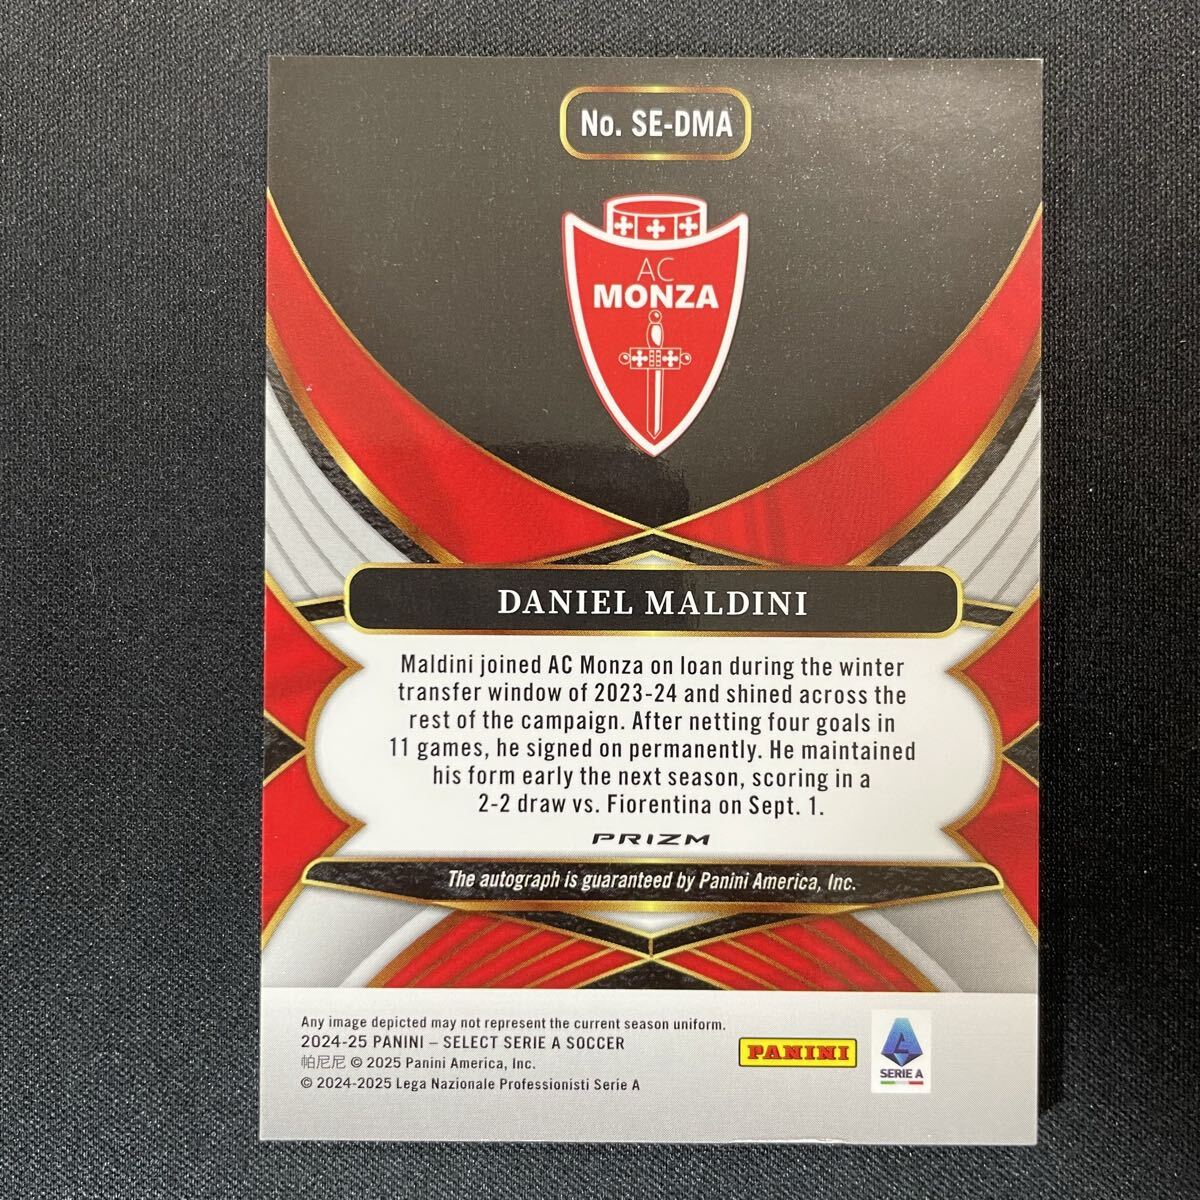 No. SE-DMA
AC
MONZA
DANIEL MALDINI
Maldini joined AC Monza on loan during the winter
transfer window of 2023-24 and shined across the
rest of the campaign. After netting four goals in
11 games, he signed on permanently. He maintained
his form early the next season, scoring in a
2-2 draw vs. Fiorentina on Sept. 1.
PRIZM
The autograph is guaranteed by Panini America, Inc.
Any image depicted may not represent the current season uniform.
2024-25 PANINI – SELECT SERIE A SOCCER
帕尼尼 © 2025 Panini America, Inc.
© 2024-2025 Lega Nazionale Professionisti Serie A
PANINI
SERIE A